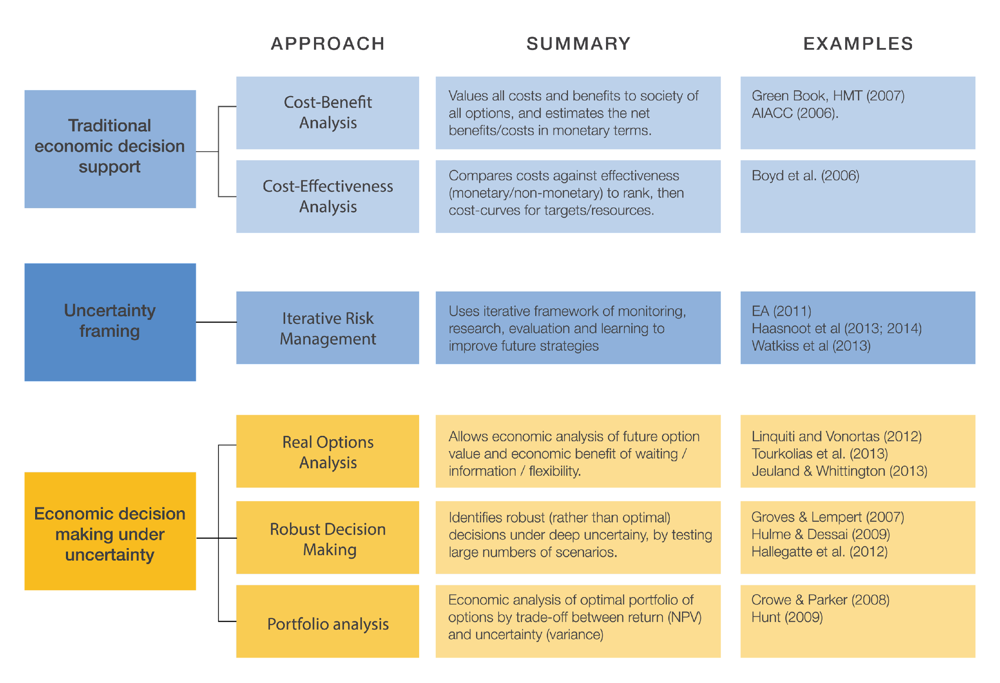 APPROACH
SUMMARY
EXAMPLES
Traditional
economic decision
support
Cost-Benefit
Analysis
Values all costs and benefits to society of
all options, and estimates the net
benefits/costs in monetary terms.
Green Book, HMT (2007)
AIACC (2006).
Cost-Effectiveness
Analysis
Compares costs against effectiveness
(monetary/non-monetary) to rank, then
cost-curves for targets/resources.
Boyd et al. (2006)
Uncertainty
framing
Iterative Risk
Management
Uses iterative framework of monitoring,
research, evaluation and learning to
improve future strategies
EA (2011)
Haasnoot et al (2013; 2014)
Watkiss et al (2013)
Economic decision
making under
uncertainty
Real Options
Analysis
Allows economic analysis of future option
value and economic benefit of waiting /
information / flexibility.
Linquiti and Vonortas (2012)
Tourkolias et al. (2013)
Jeuland & Whittington (2013)
Robust Decision
Making
Identifies robust (rather than optimal)
decisions under deep uncertainy, by testing
large numbers of scenarios.
Groves & Lempert (2007)
Hulme & Dessai (2009)
Hallegatte et al. (2012)
Portfolio analysis
Economic analysis of optimal portfolio of
options by trade-off between return (NPV)
and uncertainty (variance)
Crowe & Parker (2008)
Hunt (2009)